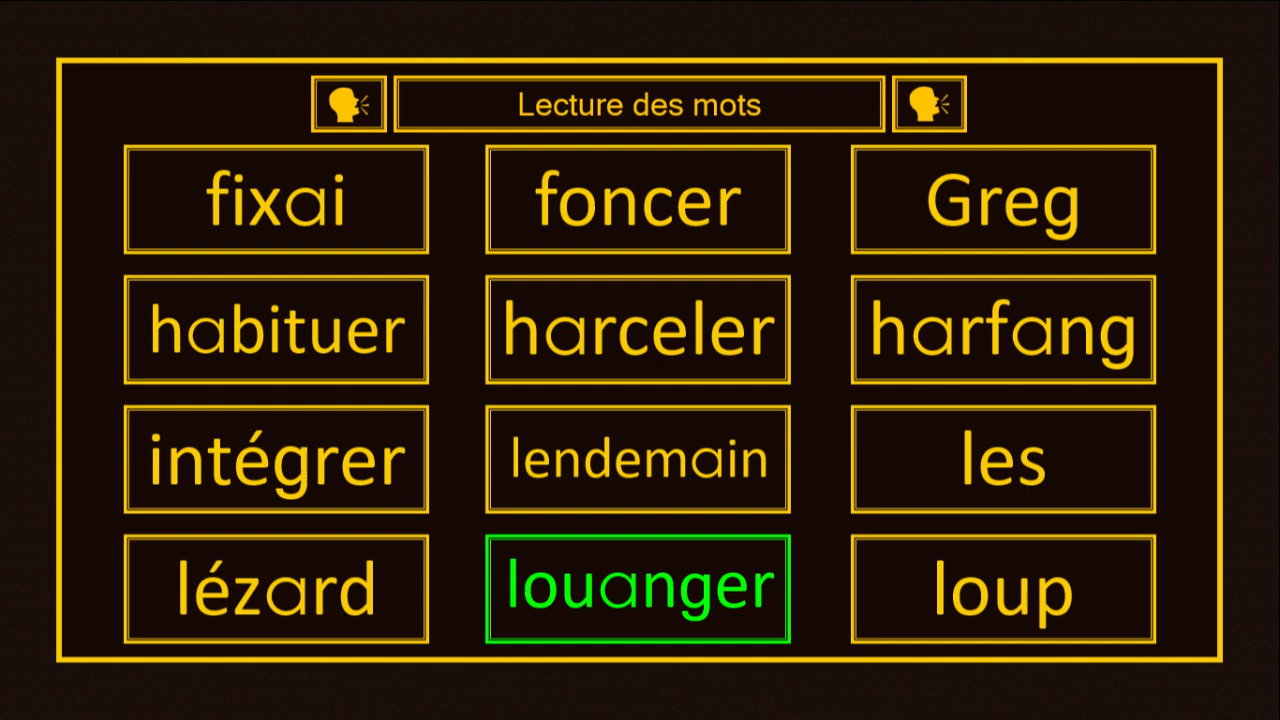 Lecture des mots
fixai foncer Greg
habituer harceler harfang
intégrer lendemain les
lézard louanger loup